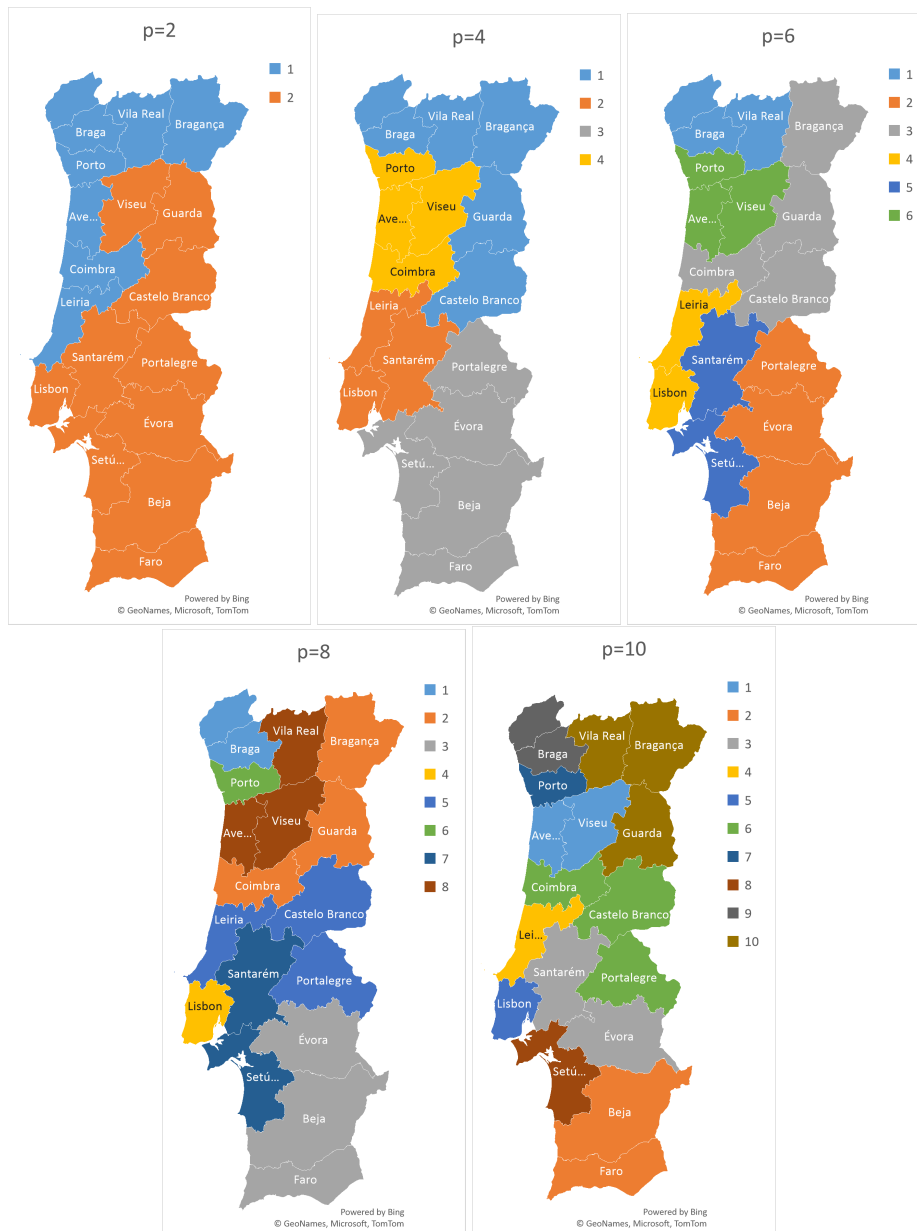 p=2
1
2
Vila Real
Braga
Bragança
Porto
Ave...
Viseu
Guarda
Coimbra
Leiria
Castelo Branco
Santarém
Portalegre
Lisbon
Évora
Setú...
Beja
Faro
Powered by Bing
© GeoNames, Microsoft, TomTom
p=4
1
2
3
4
Vila Real
Braga
Bragança
Porto
Ave...
Viseu
Guarda
Coimbra
Leiria
Castelo Branco
Santarém
Portalegre
Lisbon
Évora
Setú...
Beja
Faro
Powered by Bing
© GeoNames, Microsoft, TomTom
p=6
1
2
3
4
5
6
Vila Real
Braga
Bragança
Porto
Ave...
Viseu
Guarda
Coimbra
Leiria
Castelo Branco
Santarém
Portalegre
Lisbon
Évora
Setú...
Beja
Faro
Powered by Bing
© GeoNames, Microsoft, TomTom
p=8
1
2
3
4
5
6
7
8
Vila Real
Braga
Bragança
Porto
Ave...
Viseu
Guarda
Coimbra
Leiria
Castelo Branco
Santarém
Portalegre
Lisbon
Évora
Setú...
Beja
Faro
Powered by Bing
© GeoNames, Microsoft, TomTom
p=10
1
2
3
4
5
6
7
8
9
10
Vila Real
Braga
Bragança
Porto
Ave...
Viseu
Guarda
Coimbra
Lei...
Castelo Branco
Santarém
Portalegre
Lisbon
Évora
Setú...
Beja
Faro
Powered by Bing
© GeoNames, Microsoft, TomTom